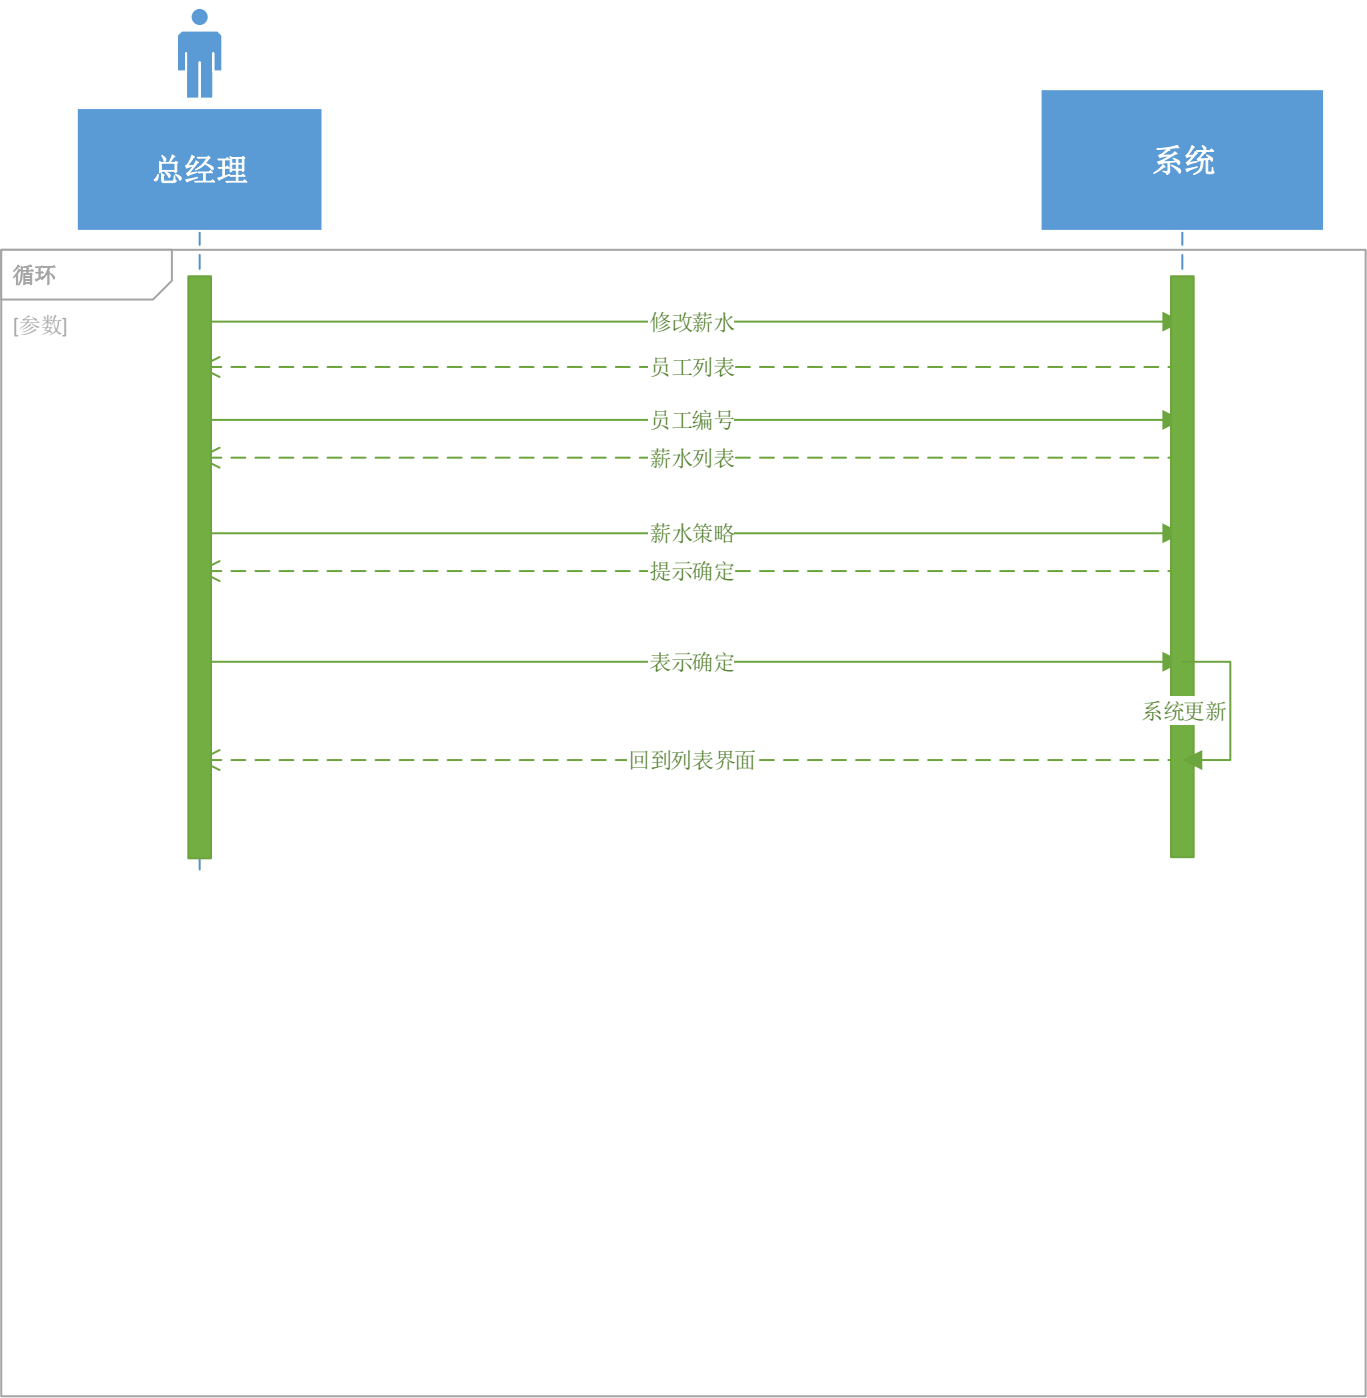 总经理
系统
循环
[参数]
修改薪水
员工列表
员工编号
薪水列表
薪水策略
提示确定
表示确定
系统更新
回到列表界面